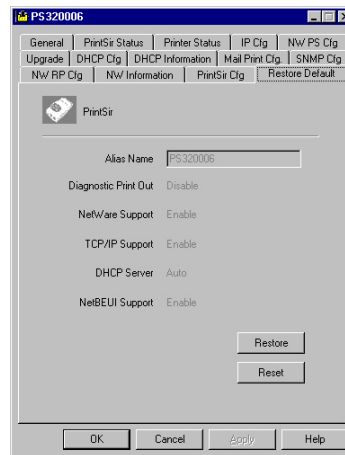 PS320006
General PrintSir Status Printer Status IP Cfg NW PS Cfg
Upgrade DHCP Cfg DHCP Information Mail Print Cfg. SNMP Cfg
NW RP Cfg NW Information PrintSir Cfg Restore Default
PrintSir
Alias Name PS320006
Diagnostic Print Out Disable
NetWare Support Enable
TCP/IP Support Enable
DHCP Server Auto
NetBEUI Support Enable
Restore
Reset
OK Cancel Apply Help